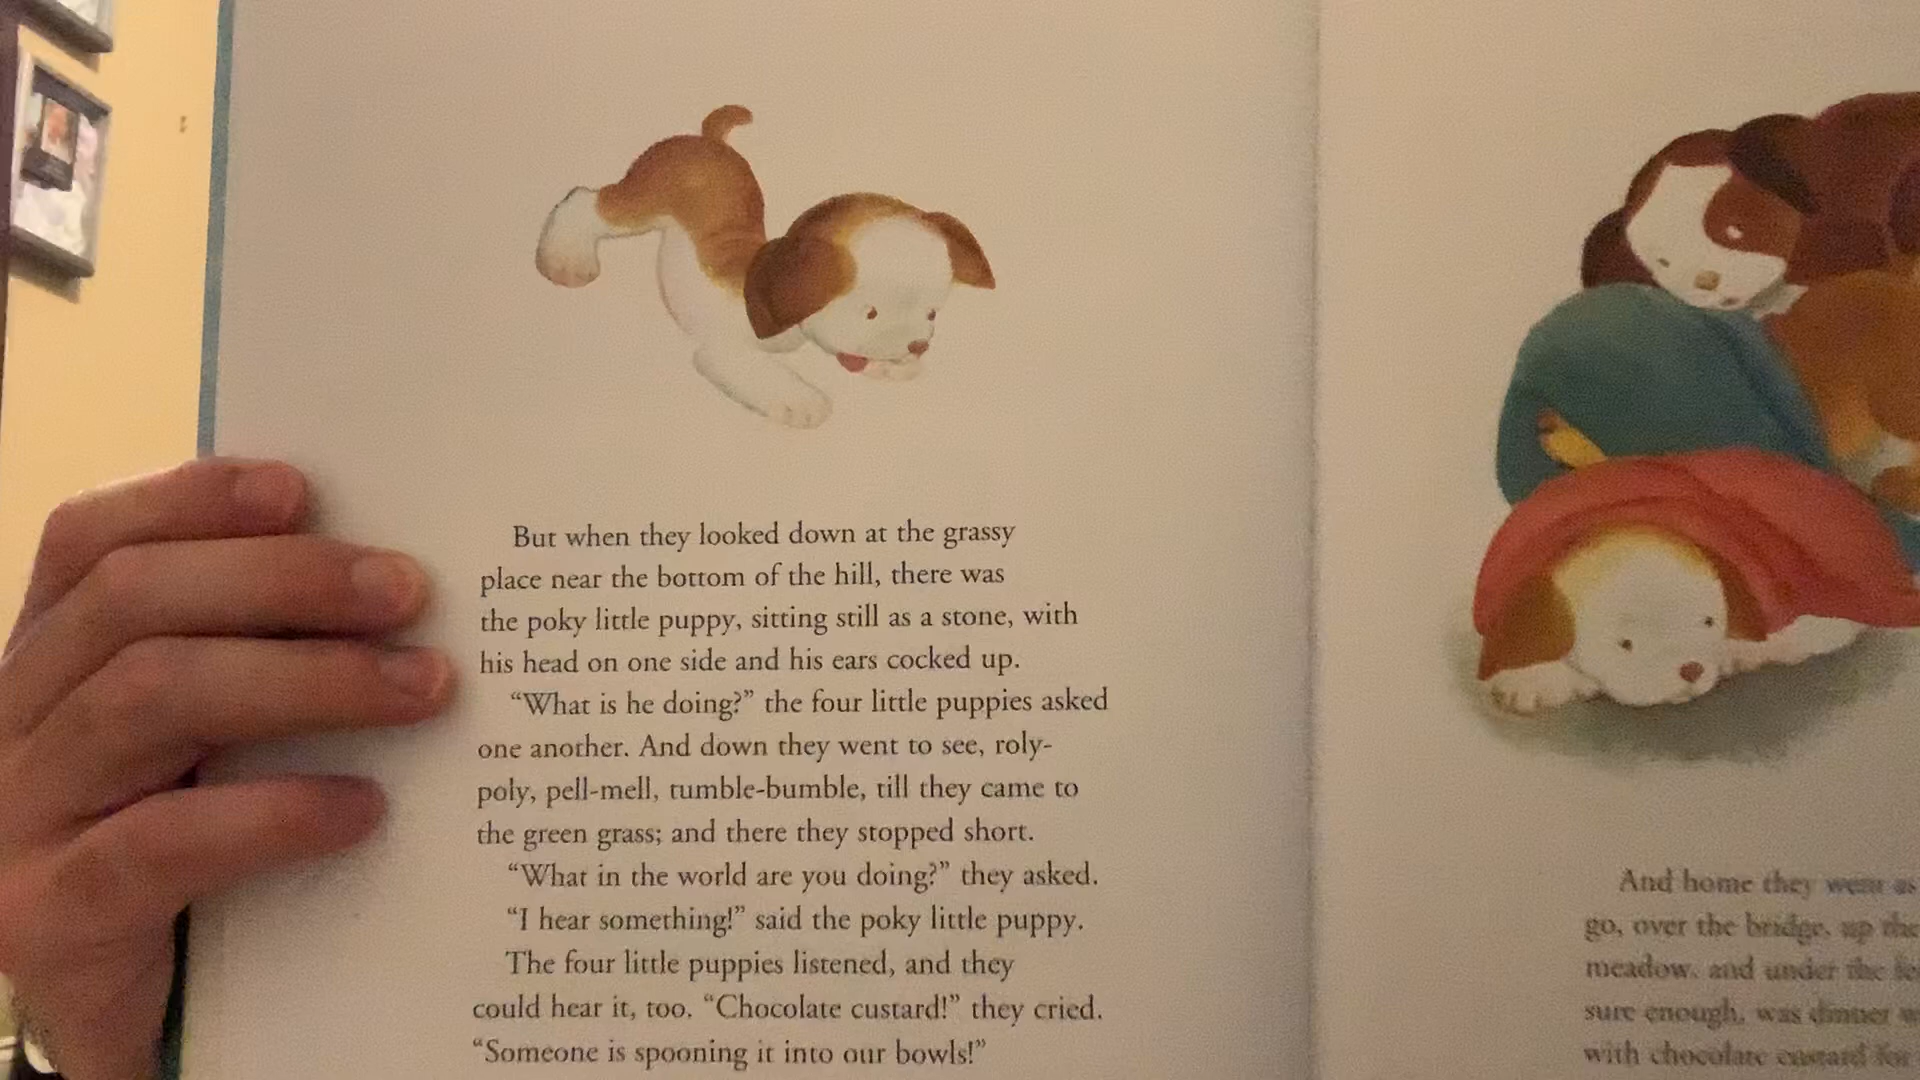 But when they looked down at the grassy
place near the bottom of the hill, there was
the poky little puppy, sitting still as a stone, with
his head on one side and his ears cocked up.
“What is he doing?” the four little puppies asked
one another. And down they went to see, roly-
poly, pell-mell, tumble-bumble, till they came to
the green grass; and there they stopped short.
“What in the world are you doing?” they asked.
“I hear something!” said the poky little puppy.
The four little puppies listened, and they
could hear it, too. “Chocolate custard!” they cried.
“Someone is spooning it into our bowls!”
And home they went as
go, over the bridge, up the
meadow, and under the
sure enough, was dinner
with chocolate custard for